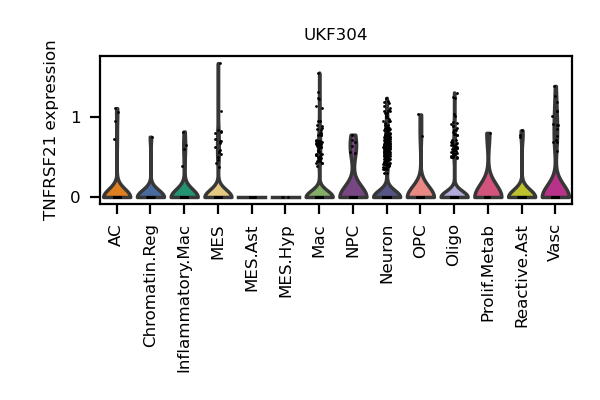 UKF304
TNFRSF21 expression
1
0
AC
Chromatin.Reg
Inflammatory.Mac
MES
MES.Ast
MES.Hyp
Mac
NPC
Neuron
OPC
Oligo
Prolif.Metab
Reactive.Ast
Vasc